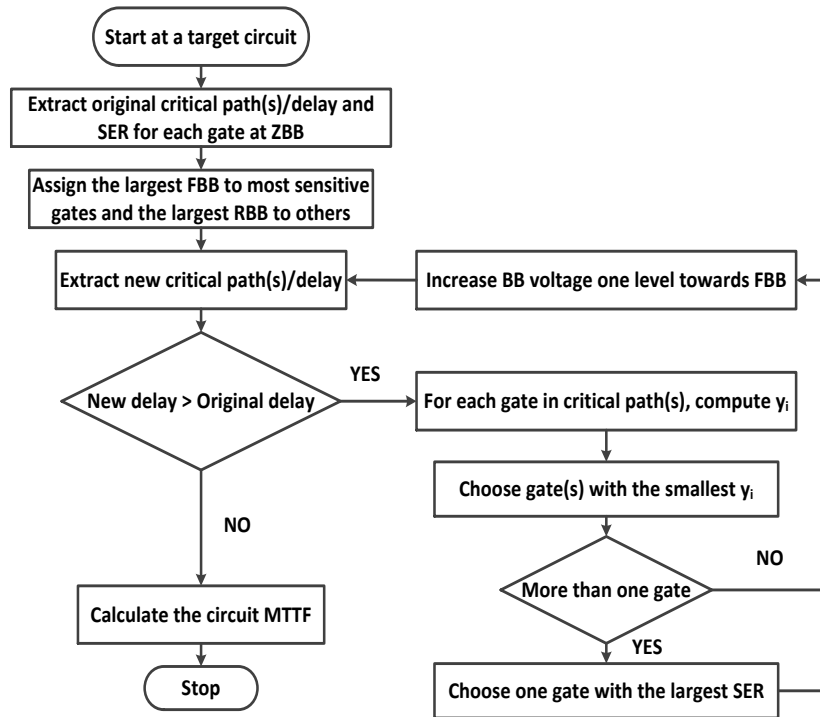 Start at a target circuit
Extract original critical path(s)/delay and
SER for each gate at ZBB
Assign the largest FBB to most sensitive
gates and the largest RBB to others
Extract new critical path(s)/delay
Increase BB voltage one level towards FBB
New delay > Original delay
YES
For each gate in critical path(s), compute yi
Choose gate(s) with the smallest yi
NO
More than one gate
NO
YES
Calculate the circuit MTTF
Choose one gate with the largest SER
Stop